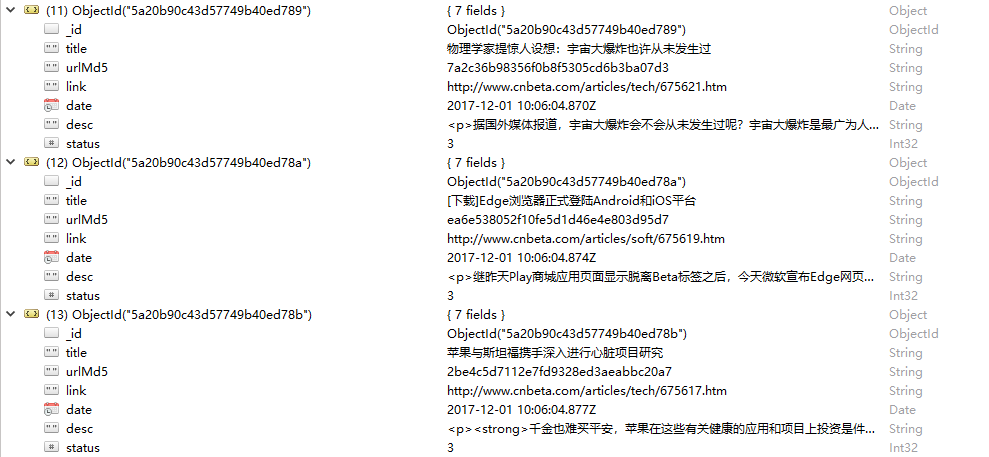 (11) ObjectId("5a20b90c43d57749b40ed789") { 7 fields } Object
_id ObjectId("5a20b90c43d57749b40ed789") ObjectId
title 物理学家提惊人设想：宇宙大爆炸也许从未发生过 String
urlMd5 7a2c36b98356f0b8f5305cd6b3ba07d3 String
link http://www.cnbeta.com/articles/tech/675621.htm String
date 2017-12-01 10:06:04.870Z Date
desc <p>据国外媒体报道，宇宙大爆炸会不会从未发生过呢？宇宙大爆炸是最广为人... String
status 3 Int32
(12) ObjectId("5a20b90c43d57749b40ed78a") { 7 fields } Object
_id ObjectId("5a20b90c43d57749b40ed78a") ObjectId
title [下载]Edge浏览器正式登陆Android和iOS平台 String
urlMd5 ea6e538052f10fe5d1d46e4e803d95d7 String
link http://www.cnbeta.com/articles/soft/675619.htm String
date 2017-12-01 10:06:04.874Z Date
desc <p>继昨天Play商城应用页面显示脱离Beta标签之后，今天微软宣布Edge网页... String
status 3 Int32
(13) ObjectId("5a20b90c43d57749b40ed78b") { 7 fields } Object
_id ObjectId("5a20b90c43d57749b40ed78b") ObjectId
title 苹果与斯坦福携手深入进行心脏项目研究 String
urlMd5 2be4c5d7112e7fd9328ed3aeabbc20a7 String
link http://www.cnbeta.com/articles/tech/675617.htm String
date 2017-12-01 10:06:04.877Z Date
desc <p><strong>千金也难买平安，苹果在这些有关健康的应用和项目上投资是件... String
status 3 Int32